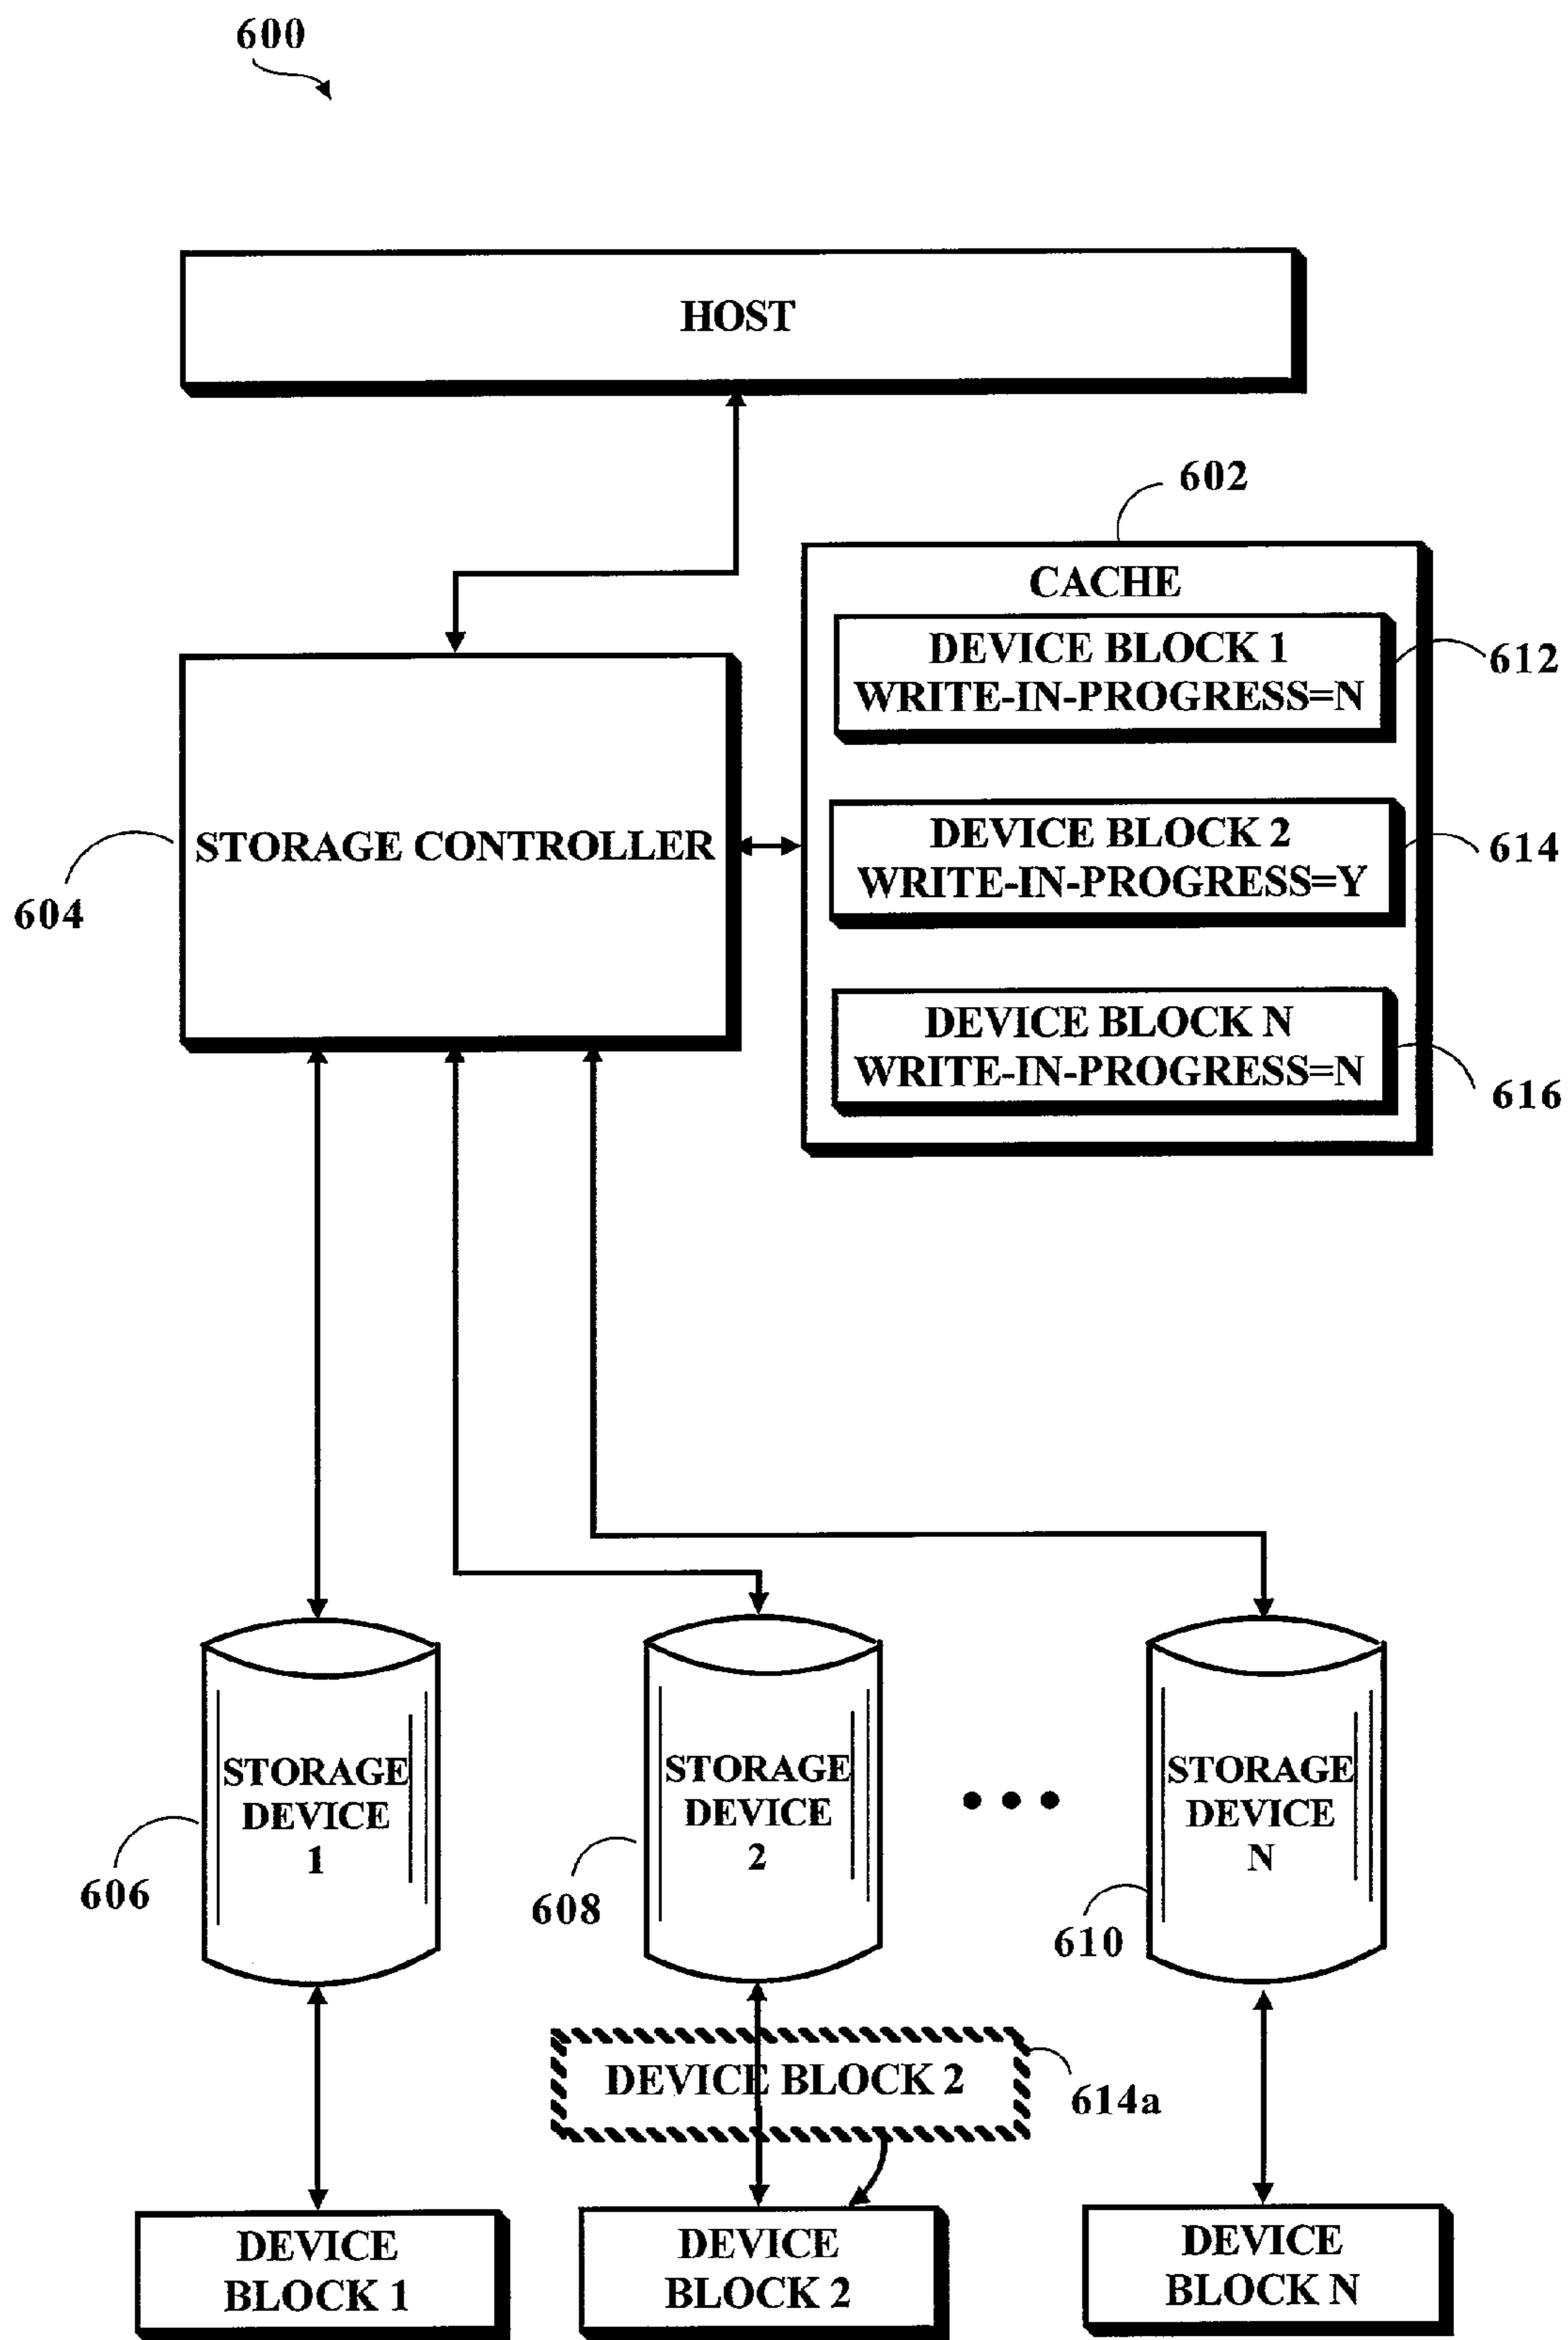 600
HOST
602
CACHE
DEVICE BLOCK 1
WRITE-IN-PROGRESS=N
612
STORAGE CONTROLLER
604
DEVICE BLOCK 2
WRITE-IN-PROGRESS=Y
614
DEVICE BLOCK N
WRITE-IN-PROGRESS=N
616
STORAGE
DEVICE
1
606
STORAGE
DEVICE
2
608
STORAGE
DEVICE
N
610
DEVICE BLOCK 2
614a
DEVICE
BLOCK 1
DEVICE
BLOCK 2
DEVICE
BLOCK N